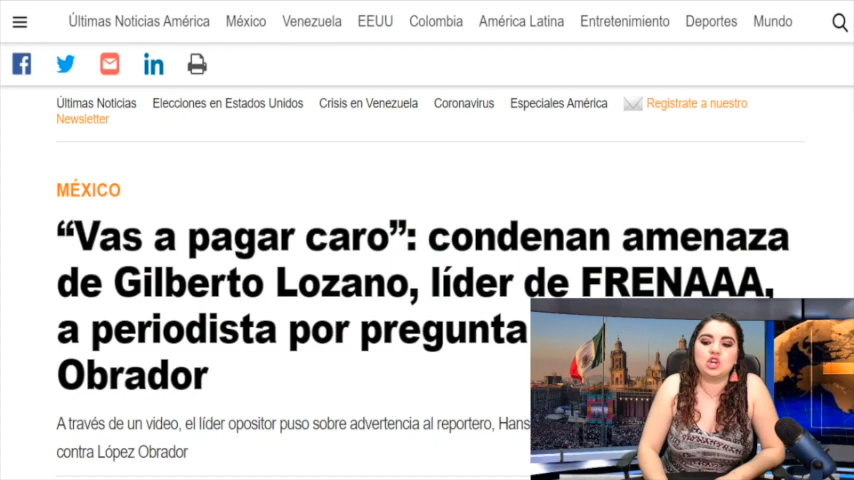 Últimas Noticias América México Venezuela EEUU Colombia América Latina Entretenimiento Deportes Mundo
Últimas Noticias Elecciones en Estados Unidos Crisis en Venezuela Coronavirus Especiales América Registrate a nuestro
Newsletter
MÉXICO
“Vas a pagar caro”: condenan amenaza
de Gilberto Lozano, líder de FRENAAA,
a periodista por pregunta
Obrador
A través de un video, el líder opositor puso sobre advertencia al reportero, Hans
contra López Obrador